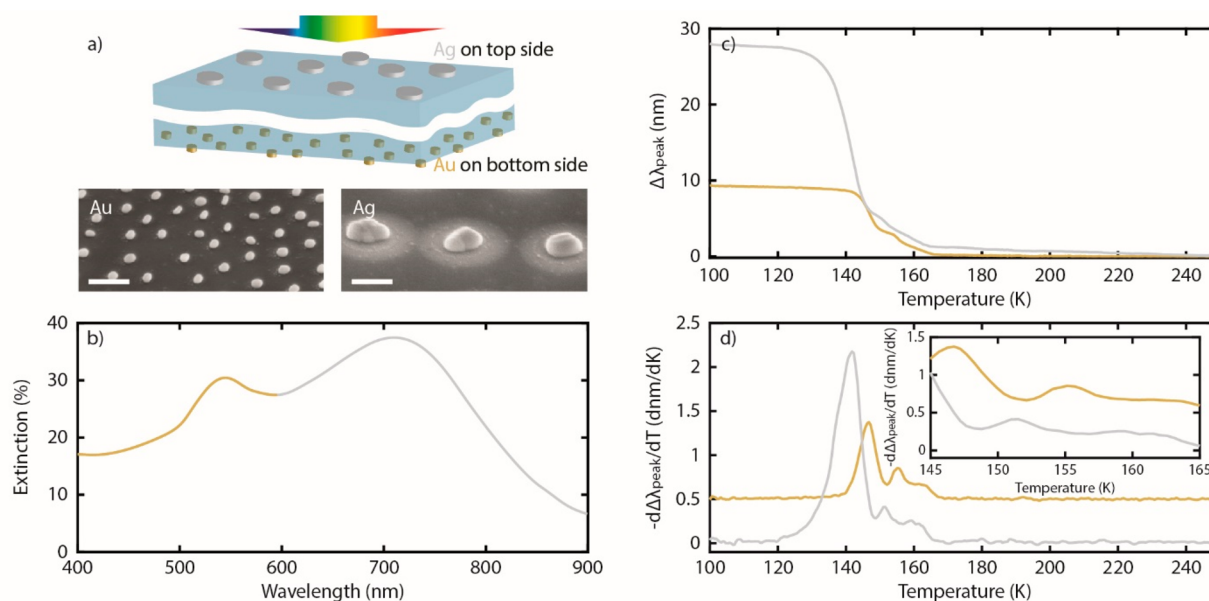 a)
Ag on top side
Au on bottom side
Au
Ag
b)
Extinction (%)
40
30
20
10
0
400 500 600 700 800 900
Wavelength (nm)
c)
Δλpeak (nm)
30
20
10
0
100 120 140 160 180 200 220 240
Temperature (K)
d)
-dΔλpeak/dT (dnm/dK)
2.5
2
1.5
1
0.5
0
100 120 140 160 180 200 220 240
Temperature (K)
-dΔλpeak/dT (dnm/dK)
1.5
1
0.5
0
145 150 155 160 165
Temperature (K)